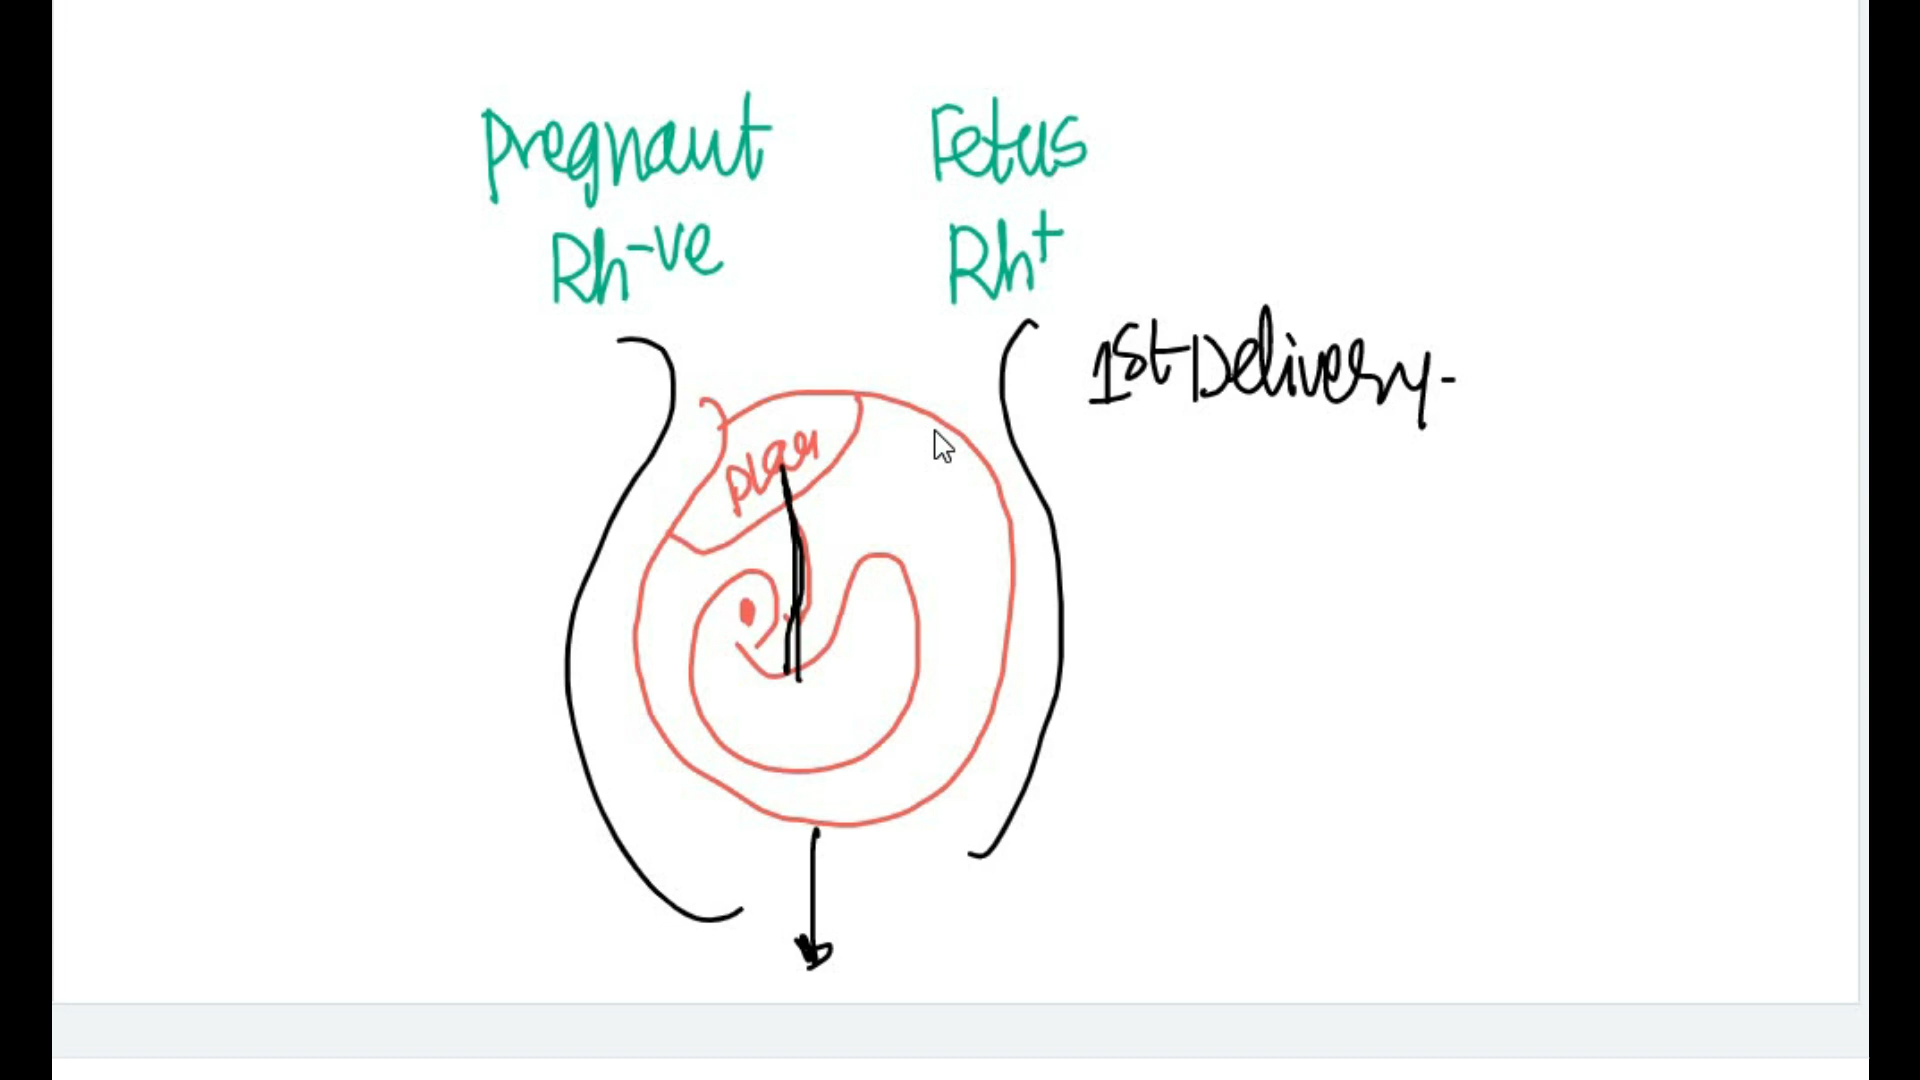 pregnant Fetus
Rh-ve Rh+
1st Delivery-